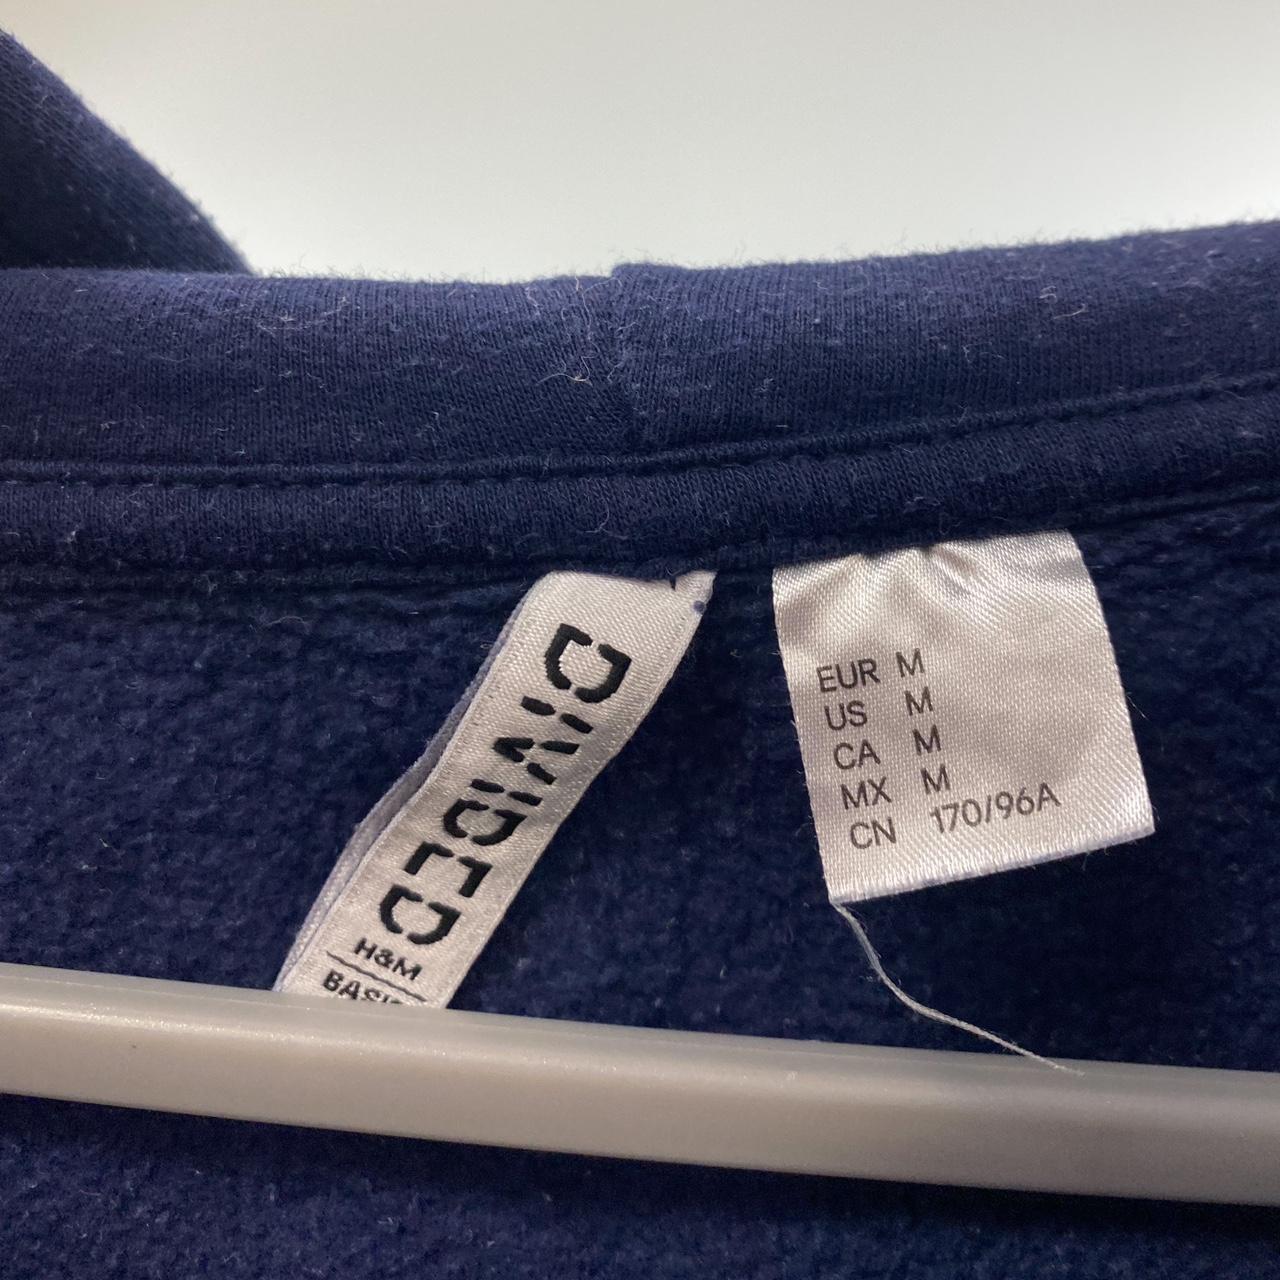 DIVIDED
H&M
EUR M
US M
CA M
MX M
CN 170/96A